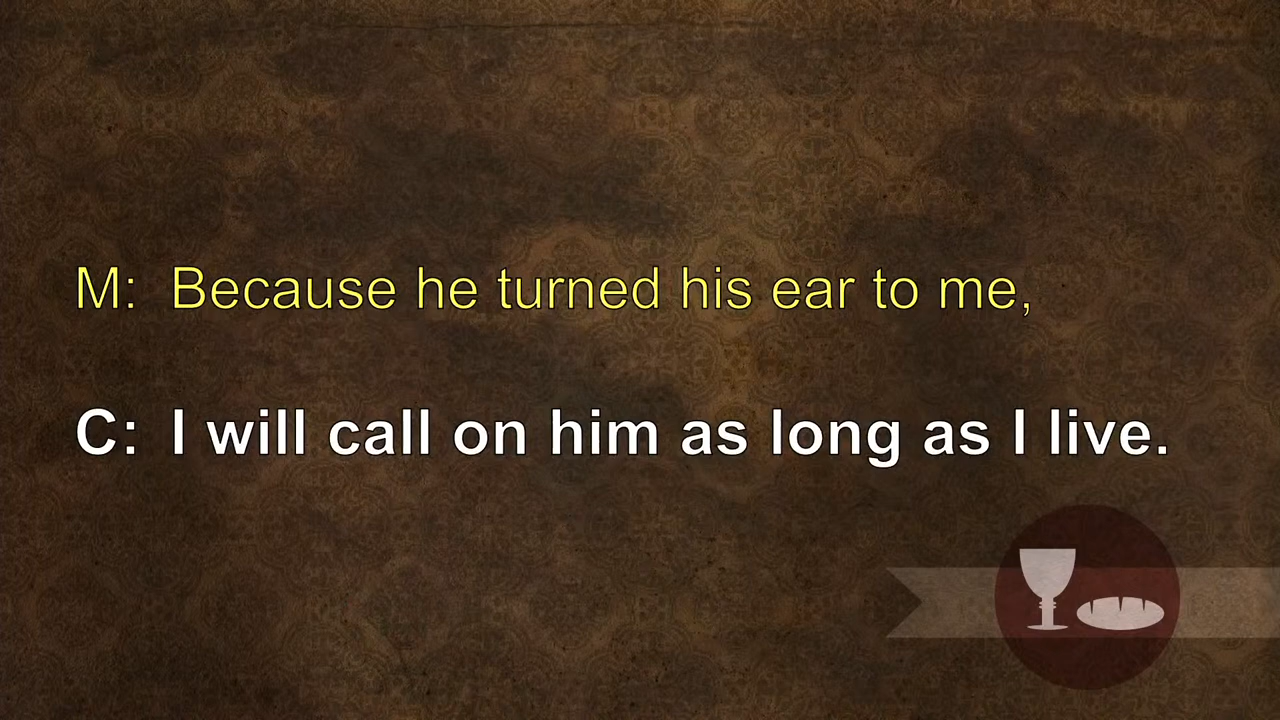 M: Because he turned his ear to me,
C: I will call on him as long as I live.